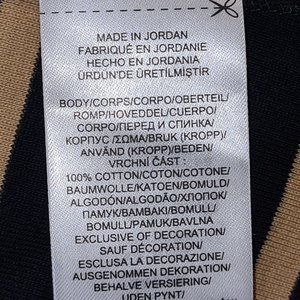 MADE IN JORDAN
FABRIQUÉ EN JORDANIE
HECHO EN JORDANIA
ÜRDÜN'DE ÜRETİLMİŞTİR
BODY/CORPS/CORPO/OBERTEIL/
ROMP/HOVEDDEL/CUERPO/
CORPO/ПЕРЕД И СПИНКА/
КОРПУС /ΣΩΜΑ/BRUK (KROPP)/
ANVÄND (KROPP)/BEDEN/
VRCHNÍ ČÁST :
100% COTTON/COTON/COTONE/
BAUMWOLLE/KATOEN/BOMULD/
ALGODÓN/ALGODÃO/ХЛОПОК/
ПАМУК/ΒΑΜΒΑΚΙ/BOMULL/
BOMULL/PAMUK/BAVLNA
EXCLUSIVE OF DECORATION/
SAUF DÉCORATION/
ESCLUSA LA DECORAZIONE/
AUSGENOMMEN DEKORATION/
BEHALVE VERSIERING/
UDEN PYNT/